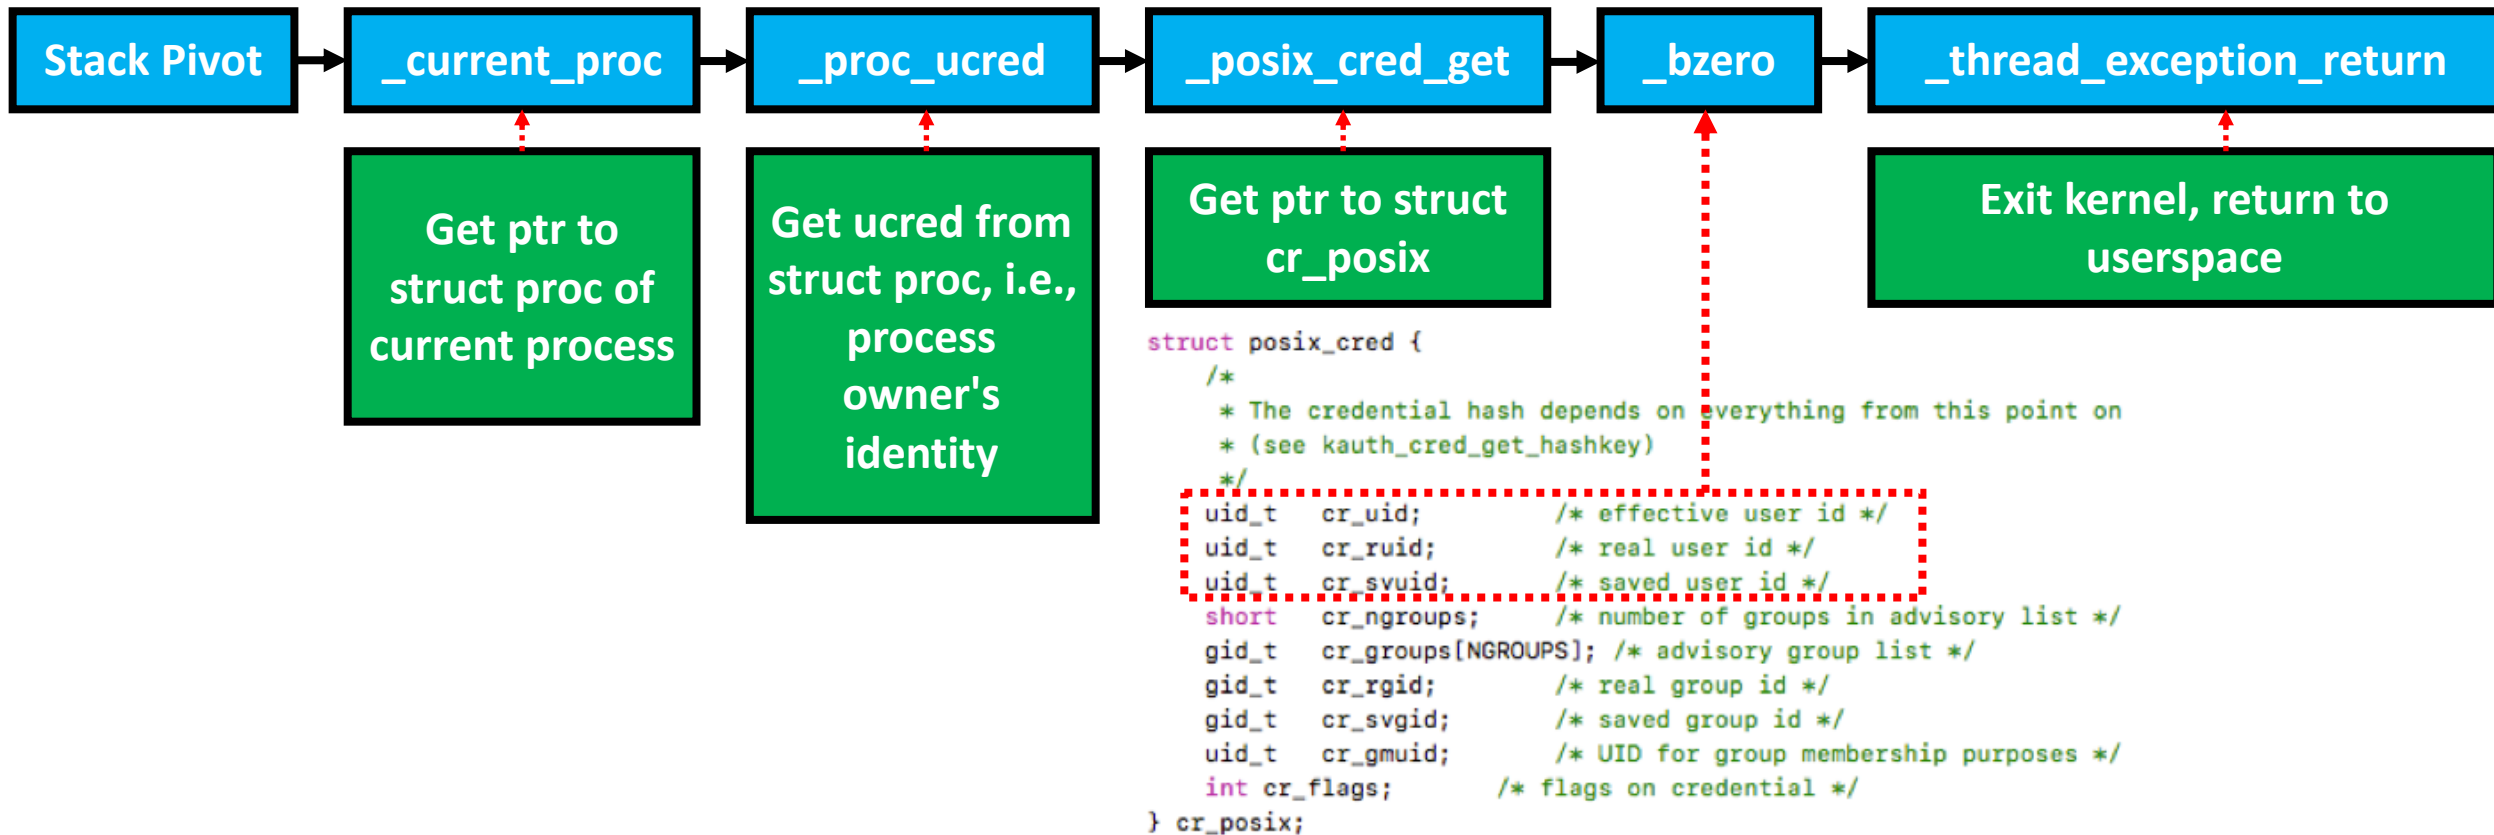 Stack Pivot
_current_proc
_proc_ucred
_posix_cred_get
_bzero
_thread_exception_return
Get ptr to
struct proc of
current process
Get ucred from
struct proc, i.e.,
process
owner's
identity
Get ptr to struct
cr_posix
Exit kernel, return to
userspace
struct posix_cred {
/*
* The credential hash depends on everything from this point on
* (see kauth_cred_get_hashkey)
*/
uid_t cr_uid; /* effective user id */
uid_t cr_ruid; /* real user id */
uid_t cr_svuid; /* saved user id */
short cr_ngroups; /* number of groups in advisory list */
gid_t cr_groups[NGROUPS]; /* advisory group list */
gid_t cr_rgid; /* real group id */
gid_t cr_svgid; /* saved group id */
uid_t cr_gmuid; /* UID for group membership purposes */
int cr_flags; /* flags on credential */
} cr_posix;